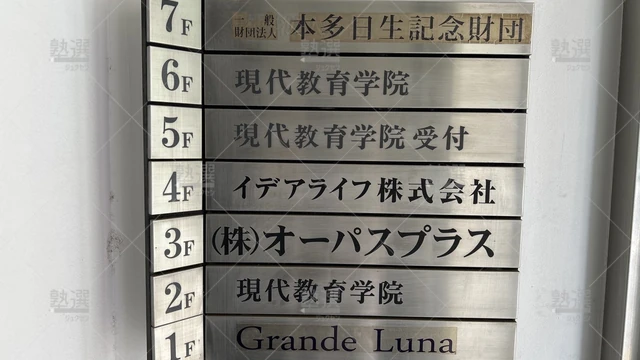 7F 一般財団法人 本多日生記念財団
6F 現代教育学院
5F 現代教育学院 受付
4F イデアライフ株式会社
3F (株)オーパスプラス
2F 現代教育学院
1F Grande Luna